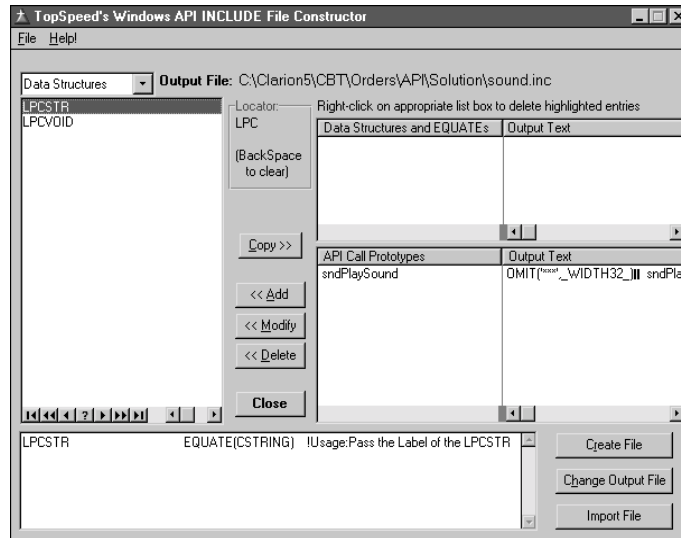 TopSpeed's Windows API INCLUDE File Constructor
File Help!
Data Structures Output File: C:\Clarion5\CBT\Orders\API\Solution\sound.inc
LPCSTR
LPCVOID
Locator:
LPC
(BackSpace
to clear)
Right-click on appropriate list box to delete highlighted entries
Data Structures and EQUATEs Output Text
Copy >>
API Call Prototypes Output Text
sndPlaySound OMIT('***',_WIDTH32_) sndPla
<< Add
<< Modify
<< Delete
Close
LPCSTR EQUATE(CSTRING) !Usage:Pass the Label of the LPCSTR
Create File
Change Output File
Import File